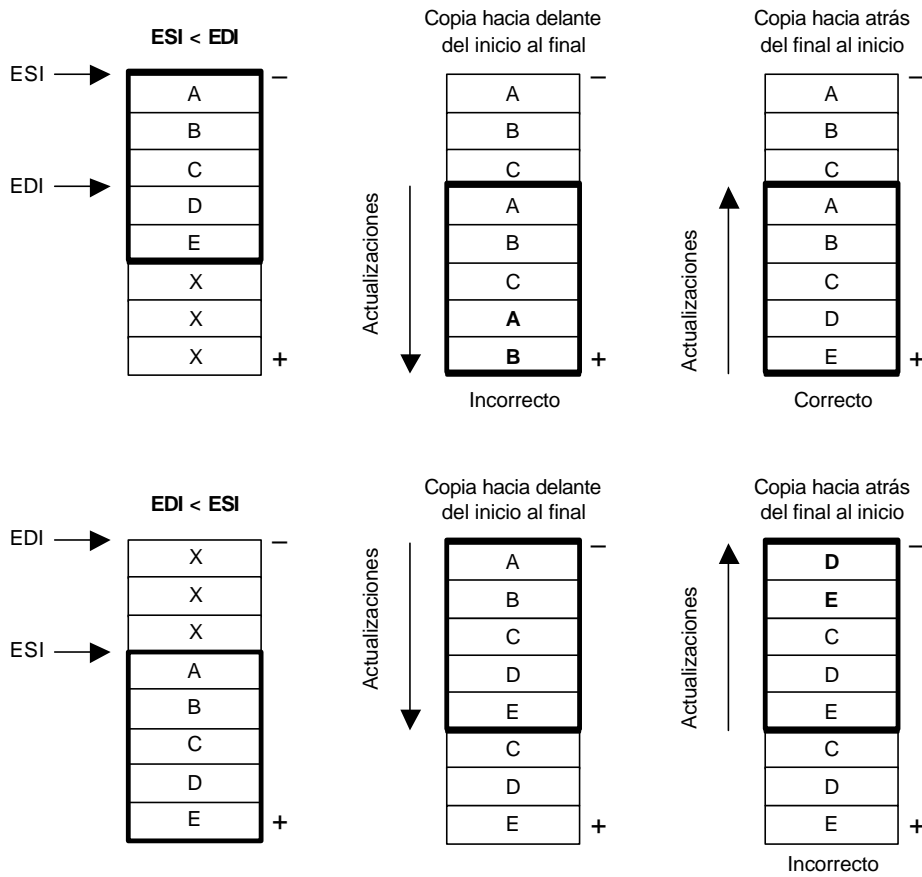 ESI < EDI
ESI
EDI
A
B
C
D
E
X
X
X
–
+
Copia hacia delante
del inicio al final
Actualizaciones
A
B
C
A
B
C
A
B
–
+
Incorrecto
Copia hacia atrás
del final al inicio
Actualizaciones
A
B
C
A
B
C
D
E
–
+
Correcto
EDI < ESI
EDI
ESI
X
X
X
A
B
C
D
E
–
+
Copia hacia delante
del inicio al final
Actualizaciones
A
B
C
D
E
C
D
E
–
+
Copia hacia atrás
del final al inicio
Actualizaciones
D
E
C
D
E
C
D
E
–
+
Incorrecto